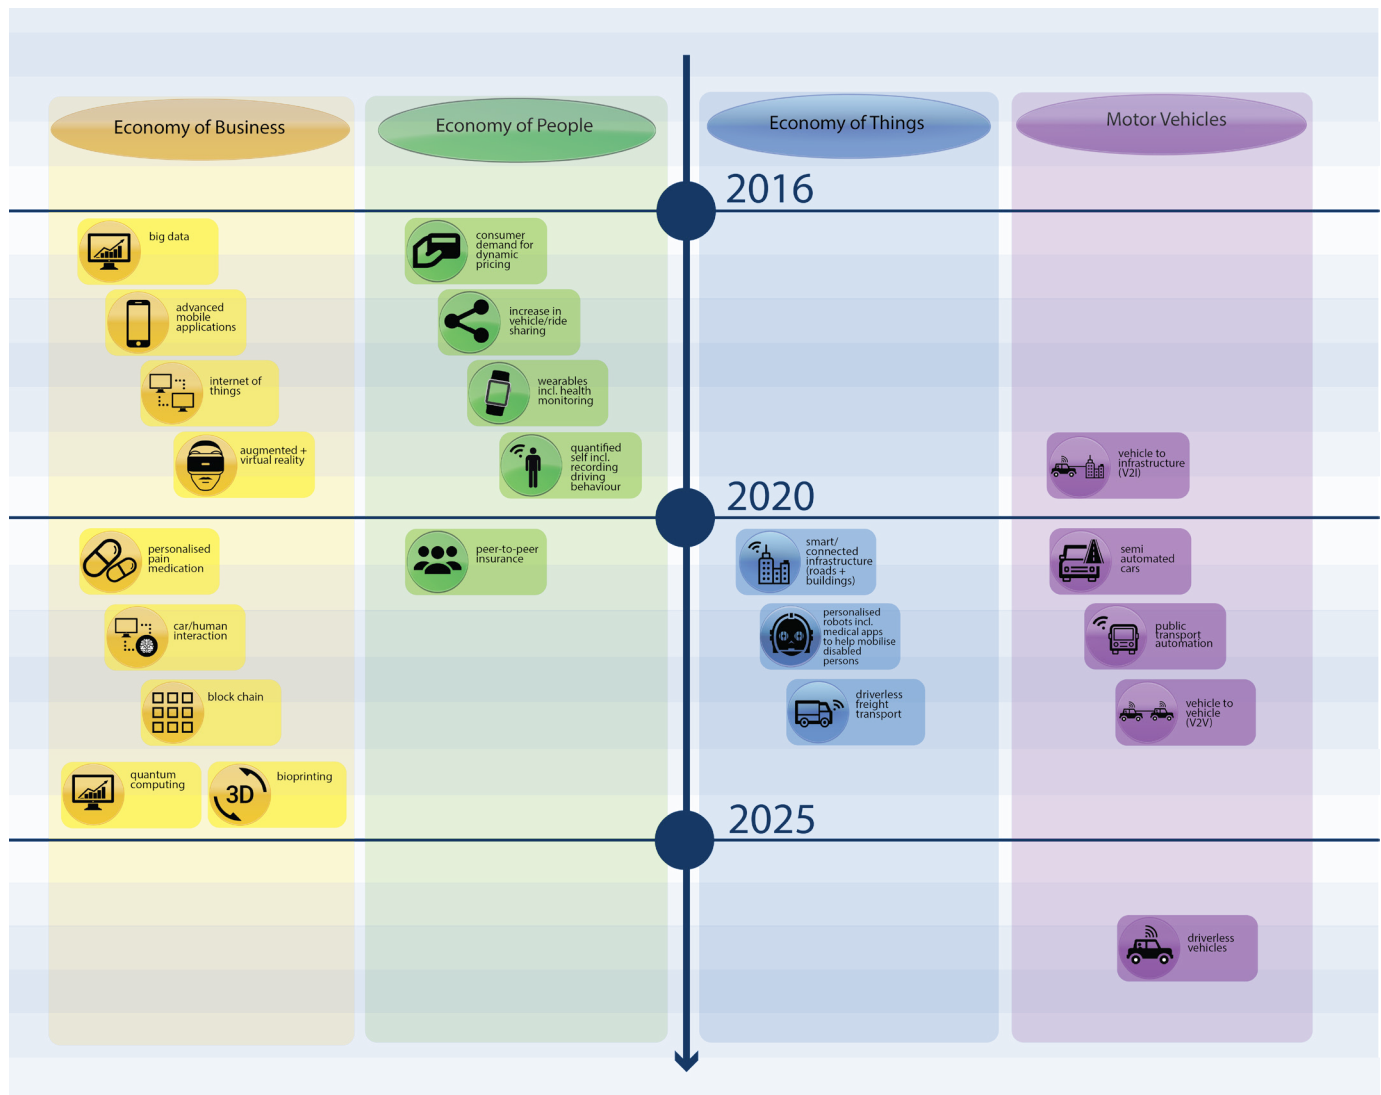 Economy of Business
Economy of People
Economy of Things
Motor Vehicles
2016
big data
advanced
mobile
applications
internet of
things
augmented +
virtual reality
consumer
demand for
dynamic
pricing
increase in
vehicle/ride
sharing
wearables
incl. health
monitoring
quantified
self incl.
recording
driving
behaviour
vehicle to
infrastructure
(V2I)
2020
personalised
pain
medication
car/human
interaction
block chain
quantum
computing
3D
bioprinting
peer-to-peer
insurance
smart/
connected
infrastructure
(roads +
buildings)
personalised
robots incl.
medical apps
to help mobilise
disabled
persons
driverless
freight
transport
semi
automated
cars
public
transport
automation
vehicle to
vehicle
(V2V)
2025
driverless
vehicles